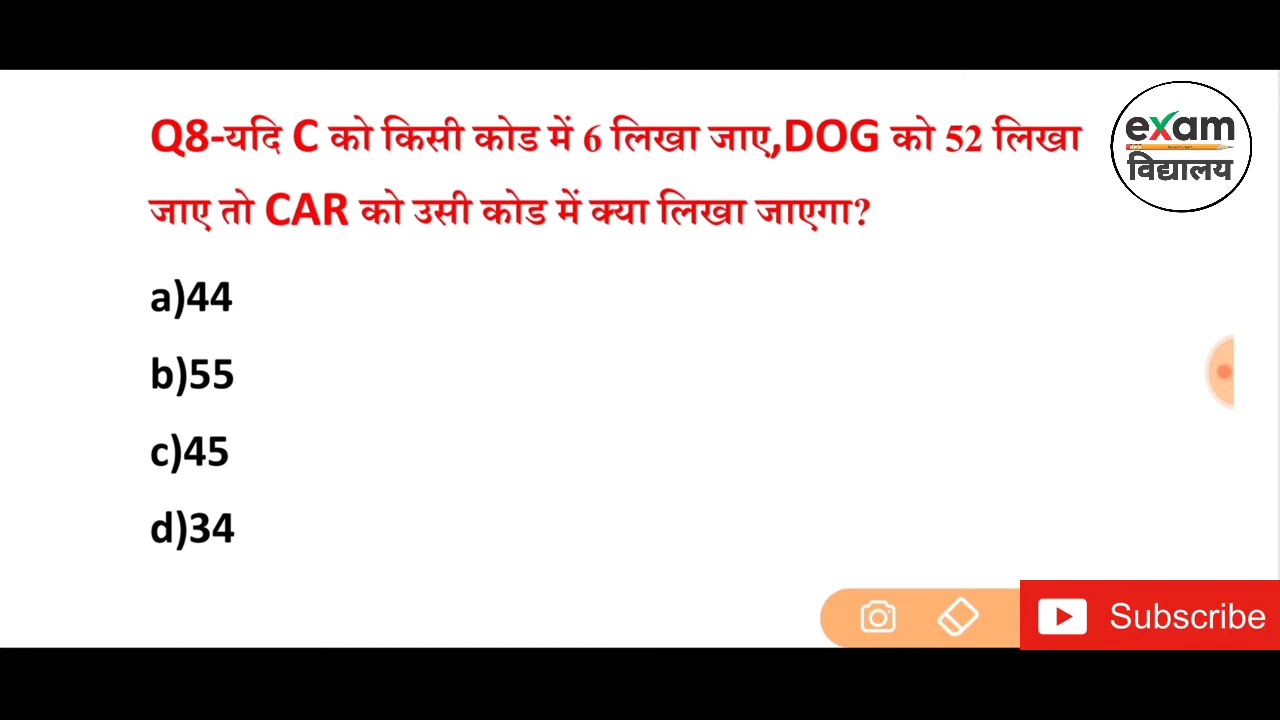 Q8-यदि C को किसी कोड में 6 लिखा जाए,DOG को 52 लिखा
जाए तो CAR को उसी कोड में क्या लिखा जाएगा?
exam
विद्यालय
a)44
b)55
c)45
d)34
Subscribe